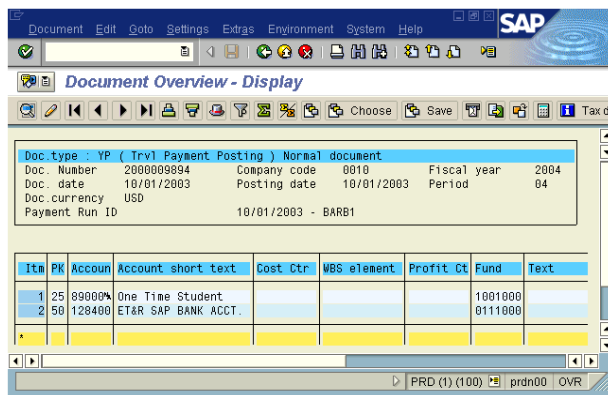 Document Edit Goto Settings Extras Environment System Help
SAP
Document Overview - Display
Choose Save Tax d
Doc.type : YP ( Trvl Payment Posting ) Normal document
Doc. Number 2000009894 Company code 0010 Fiscal year 2004
Doc. date 10/01/2003 Posting date 10/01/2003 Period 04
Doc.currency USD
Payment Run ID 10/01/2003 - BARB1
Itm PK Accoun Account short text Cost Ctr WBS element Profit Ct Fund Text
1 25 89000% One Time Student 1001000
2 50 128400 ET&R SAP BANK ACCT. 0111000
*
PRD (1) (100) prdn00 OVR